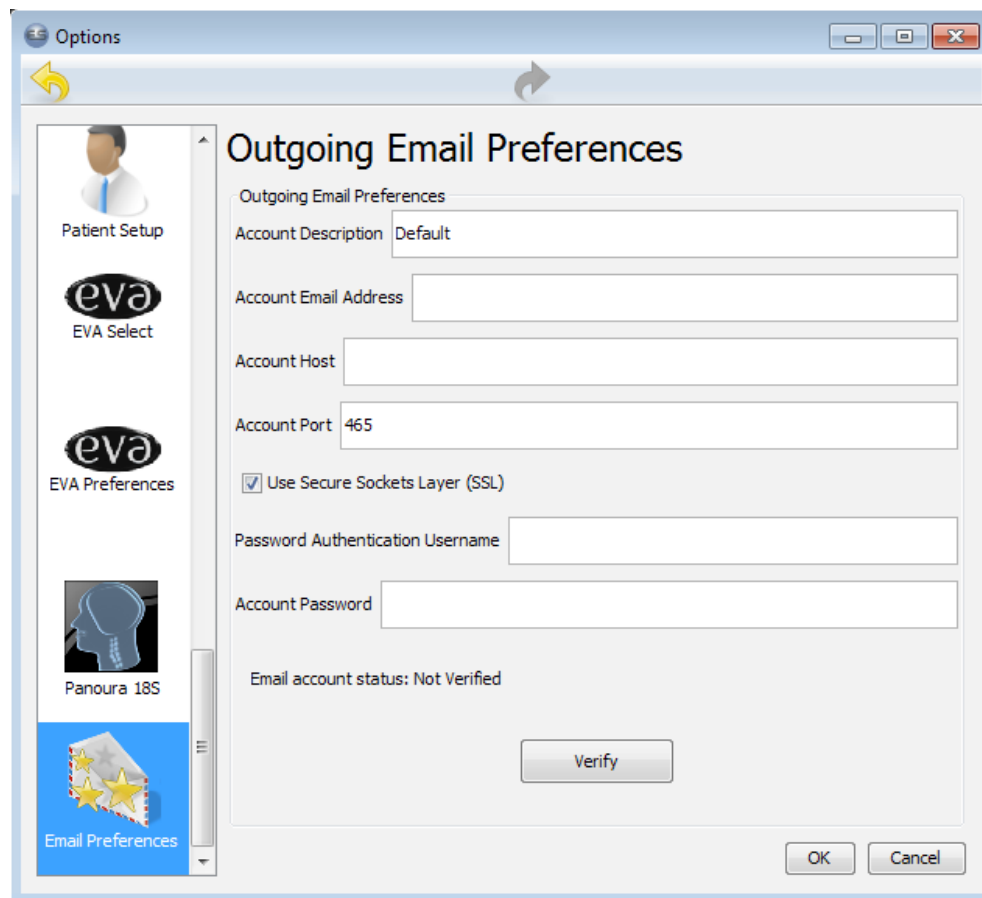 ES Options
Patient Setup
eva
EVA Select
eva
EVA Preferences
Panoura 18S
Email Preferences
Outgoing Email Preferences
Outgoing Email Preferences
Account Description Default
Account Email Address
Account Host
Account Port 465
Use Secure Sockets Layer (SSL)
Password Authentication Username
Account Password
Email account status: Not Verified
Verify
OK Cancel